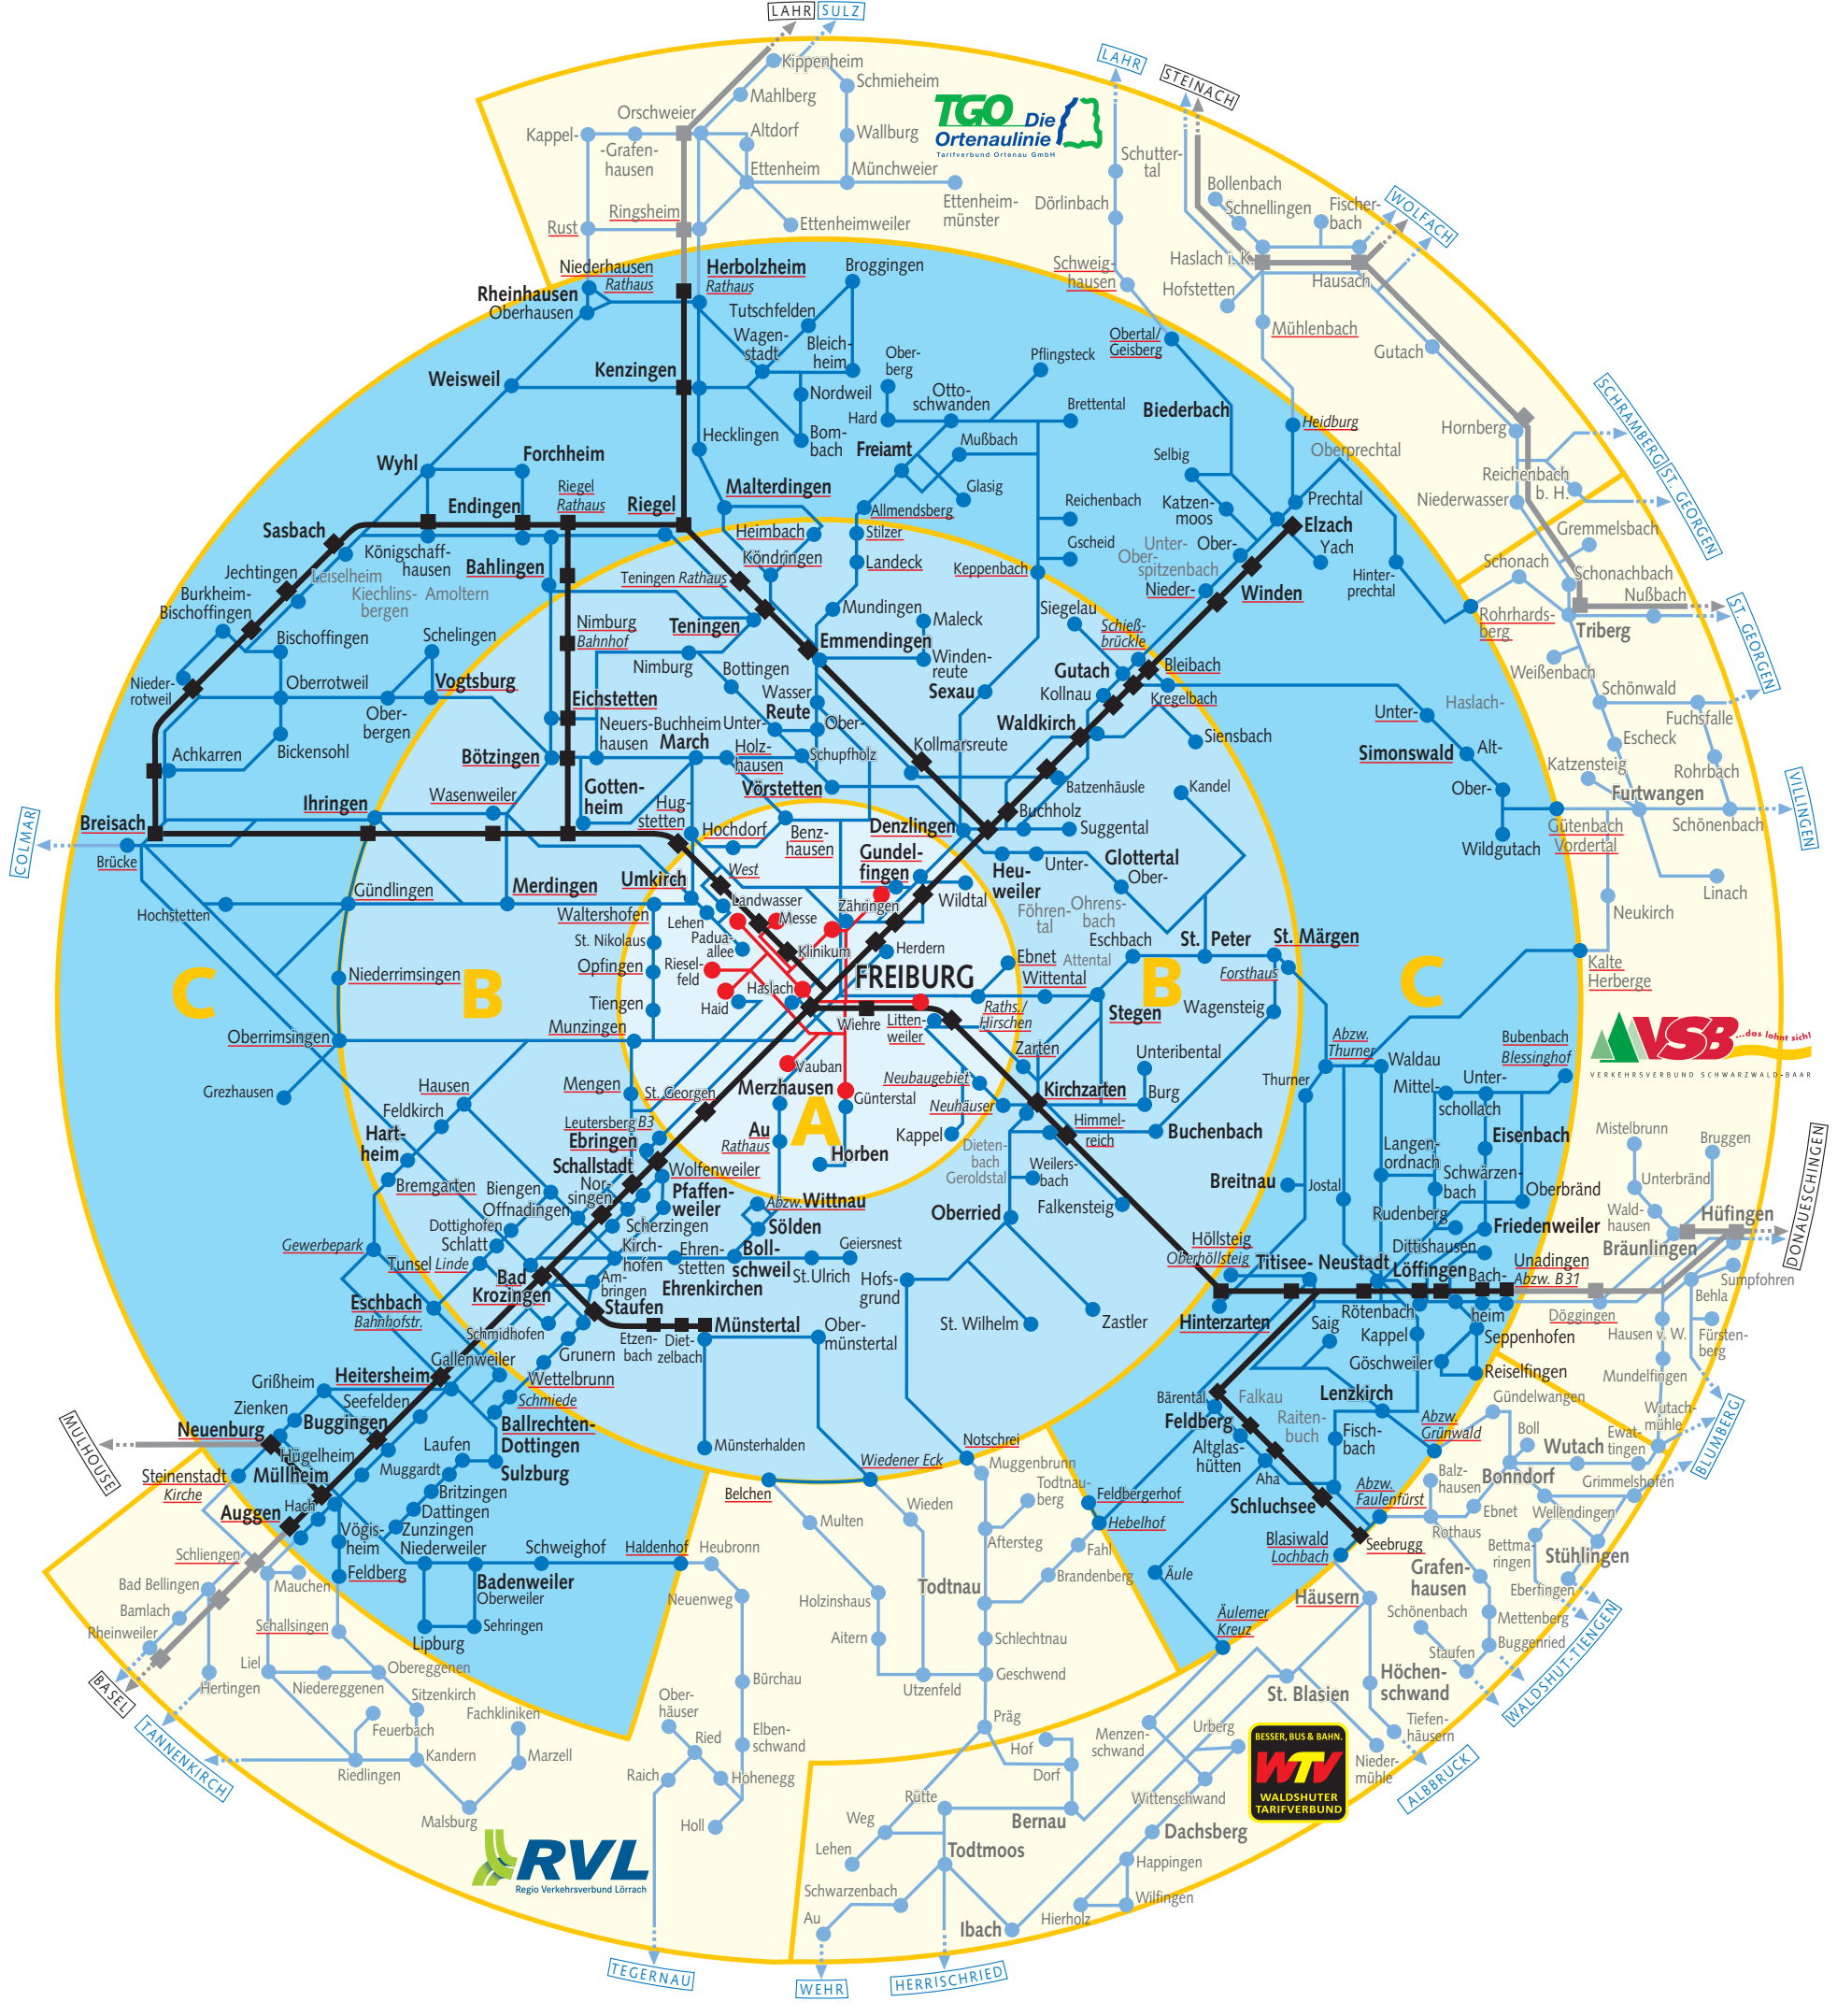 LAHR
SULZ
Kippenheim
Schmieheim
Mahlberg
Orschweier
Kappel-
-Grafen-
hausen
Altdorf
Wallburg
Ettenheim
Münchweier
Ettenheim-
münster
Ringsheim
Rust
Ettenheimweiler
TGO
Die
Ortenaulinie
Tarifverbund Ortenau GmbH
LAHR
STEINACH
Schutter-
tal
Dörlinbach
Schweig-
hausen
Bollenbach
Schnellingen
Fischer-
bach
WOLFACH
Haslach i. K.
Hausach
Hofstetten
Mühlenbach
Gutach
Hornberg
SCHRAMBERG
ST. GEORGEN
Reichenbach
b. H.
Niederwasser
Gremmelsbach
Schonach
Schonachbach
Nußbach
ST. GEORGEN
Triberg
Rohrhards-
berg
Weißenbach
Schönwald
Fuchsfalle
Escheck
Rohrbach
Katzensteig
Furtwangen
Schönenbach
VILLINGEN
Gütenbach
Vordertal
Linach
Neukirch
Kalte
Herberge
Niederhausen
Rathaus
Rheinhausen
Oberhausen
Herbolzheim
Rathaus
Broggingen
Tutschfelden
Wagen-
stadt
Bleich-
heim
Kenzingen
Weisweil
Nordweil
Bom-
bach
Hecklingen
Ober-
berg
Otto-
schwanden
Pflingsteck
Hard
Brettental
Mußbach
Freiamt
Glasig
Allmendsberg
Reichenbach
Gscheid
Keppenbach
Obertal/
Geisberg
Biederbach
Heidburg
Oberprechtal
Selbig
Katzen-
moos
Prechtal
Elzach
Yach
Hinter-
prechtal
Unter-
Ober-
spitzenbach
Ober-
Nieder-
Winden
Wyhl
Forchheim
Endingen
Riegel
Rathaus
Riegel
Malterdingen
Heimbach
Köndringen
Stilzer
Landeck
Sasbach
Königschaff-
hausen
Bahlingen
Teningen Rathaus
Jechtingen
Leiselheim
Kiechlins-
bergen
Amoltern
Burkheim-
Bischoffingen
Bischoffingen
Schelingen
Nimburg
Bahnhof
Teningen
Mundingen
Maleck
Emmendingen
Winden-
reute
Siegelau
Schieß-
brückle
Bleibach
Gutach
Kollnau
Kregelbach
Nieder-
rotweil
Oberrotweil
Vogtsburg
Ober-
bergen
Bickensohl
Achkarren
Nimburg
Bottingen
Wasser
Reute
Unter-
Ober-
Sexau
Waldkirch
Siensbach
Haslach-
Unter-
Simonswald
Alt-
Ober-
Wildgutach
Eichstetten
Neuers-
hausen
Buchheim
March
Holz-
hausen
Schupfholz
Vörstetten
Kollmarsreute
Batzenhäusle
Kandel
Buchholz
Suggental
Bötzingen
Gotten-
heim
Hug-
stetten
Hochdorf
Benz-
hausen
Denzlingen
Gundel-
fingen
Heu-
weiler
Unter-
Glottertal
Ober-
Ihringen
Wasenweiler
Breisach
COLMAR
Brücke
Hochstetten
Gündlingen
Merdingen
Umkirch
West
Landwasser
Messe
Zähringen
Wildtal
Föhren-
tal
Ohrens-
bach
Eschbach
St. Peter
St. Märgen
Forsthaus
Attental
Waltershofen
Lehen
Padua-
allee
St. Nikolaus
Opfingen
Riesel-
feld
Klinikum
Herdern
FREIBURG
Ebnet
Wittental
Haslach
Haid
Tiengen
Wiehre
Litten-
weiler
Raths./
Hirschen
Stegen
Wagensteig
C
B
A
B
C
VSB
...das lohnt sich!
VERKEHRSVERBUND SCHWARZWALD-BAAR
Niederrimsingen
Oberrimsingen
Munzingen
Grezhausen
Hausen
Feldkirch
Hart-
heim
Bremgarten
Mengen
St. Georgen
Vauban
Merzhausen
Günterstal
Au
Rathaus
Horben
Leutersberg B3
Ebringen
Schallstadt
Wolfenweiler
Pfaffen-
weiler
Nor-
singen
Scherzingen
Biengen
Offnadingen
Dottighofen
Schlatt
Gewerbepark
Tunsel Linde
Bad
Krozingen
Kirch-
hofen
Ehren-
stetten
Ehrenkirchen
Am-
bringen
Staufen
Abzw. Wittnau
Sölden
Boll-
schweil
Geiersnest
St. Ulrich
Neubaugebiet
Neuhäuser
Kappel
Zarten
Kirchzarten
Unteribental
Burg
Himmel-
reich
Buchenbach
Dieten-
bach
Geroldstal
Weilers-
bach
Falkensteig
Oberried
Hofs-
grund
St. Wilhelm
Zastler
Abzw.
Thurner
Waldau
Thurner
Mittel-
Unter-
schollach
Bubenbach
Blessinghof
Eisenbach
Langen-
ordnach
Schwärzen-
bach
Oberbränd
Breitnau
Jostal
Rudenberg
Friedenweiler
Dittishausen
Höllsteig
Oberhöllsteig
Titisee-
Neustadt
Löffingen
Bach-
heim
Unadingen
Abzw. B31
Döggingen
Hinterzarten
Rötenbach
Seppenhofen
Saig
Kappel
Göschweiler
Reiselfingen
Mistelbrunn
Bruggen
Unterbränd
Wald-
hausen
Hüfingen
Bräunlingen
DONAUESCHINGEN
Sumpfohren
Behla
Hausen v. W.
Fürsten-
berg
Mundelfingen
Wutach-
mühle
BLUMBERG
Gündelwangen
Boll
Wutach
Ewat-
tingen
Bonndorf
Grimmelshofen
Balz-
hausen
Ebnet
Wellendingen
Rothaus
Bettma-
ringen
Stühlingen
Grafen-
hausen
Eberfingen
Schönenbach
Mettenberg
Buggenried
Staufen
WALDSHUT-TIENGEN
Eschbach
Bahnhofstr.
Schmidhofen
Gallenweiler
Grunern
Etzen-
bach
Diet-
zelbach
Münstertal
Ober-
münstertal
Wettelbrunn
Schmiede
Heitersheim
Grißheim
Seefelden
Zienken
Buggingen
Neuenburg
MULHOUSE
Hügelheim
Müllheim
Steinenstadt
Kirche
Hach
Auggen
Ballrechten-
Dottingen
Laufen
Sulzburg
Muggardt
Britzingen
Dattingen
Zunzingen
Vögis-
heim
Niederweiler
Schweighof
Badenweiler
Oberweiler
Feldberg
Lipburg
Sehringen
Haldenhof
Münsterhalden
Belchen
Wiedener Eck
Notschrei
Bärental
Falkau
Feldberg
Raiten-
buch
Lenzkirch
Fisch-
bach
Altglas-
hütten
Aha
Abzw.
Grünwald
Schluchsee
Abzw.
Faulenfürst
Blasiwald
Lochbach
Seebrugg
Feldbergerhof
Hebelhof
Äule
Äulemer
Kreuz
Häusern
Höchen-
schwand
St. Blasien
Tiefen-
häusern
Nieder-
mühle
ALBBRUCK
Schliengen
Mauchen
Bad Bellingen
Bamlach
Rheinweiler
Schallsingen
BASEL
Liel
Hertingen
Niedereggenen
Obereggenen
Sitzenkirch
Feuerbach
Fachkliniken
TANNENKIRCH
Riedlingen
Kandern
Marzell
Malsburg
RVL
Regio Verkehrsverbund Lörrach
Heubronn
Neuenweg
Bürchau
Ober-
häuser
Elben-
schwand
Ried
Raich
Hohenegg
Holl
TEGERNAU
Multen
Wieden
Muggenbrunn
Todtnau-
berg
Aftersteg
Fahl
Brandenberg
Todtnau
Holzinshaus
Aitern
Schlechtnau
Geschwend
Utzenfeld
Präg
Hof
Dorf
Bernau
Menzen-
schwand
Urberg
Wittenschwand
Dachsberg
Happingen
Wilfingen
Hierholz
Ibach
Rütte
Weg
Lehen
Todtmoos
Schwarzenbach
Au
WEHR
HERRISCHRIED
BESSER, BUS & BAHN.
WTV
WALDSHUTER
TARIFVERBUND